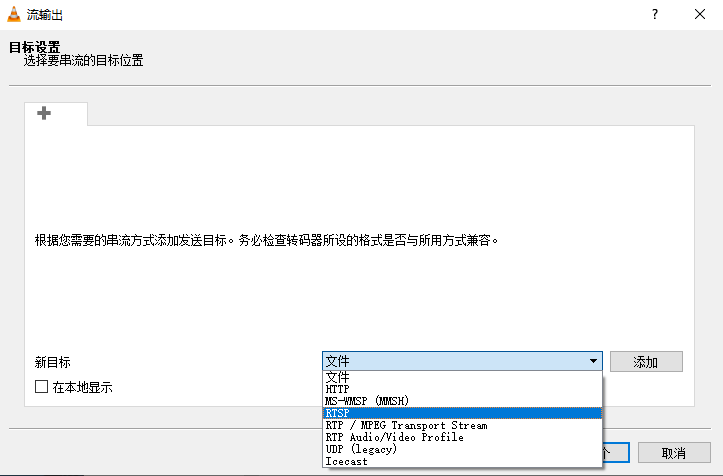 流输出
?
目标设置
选择要串流的目标位置
根据您需要的串流方式添加发送目标。务必检查转码器所设的格式是否与所用方式兼容。
新目标
文件
添加
在本地显示
文件
HTTP
MS-WMSP (MMSH)
RTSP
RTP / MPEG Transport Stream
RTP Audio/Video Profile
UDP (legacy)
Icecast
个
取消